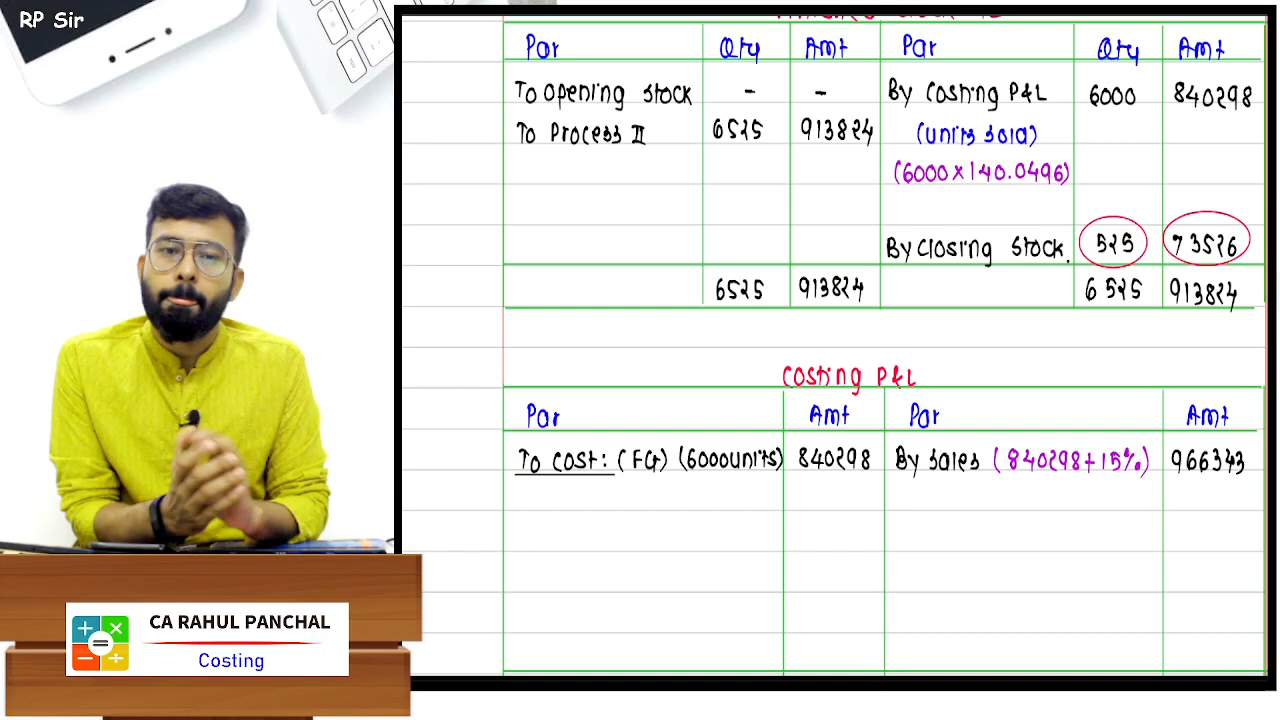 RP Sir
Par Qty Amt Par Qty Amt
To opening stock - - By Costing P&L 6000 840298
To Process II 6525 913824 (units sold)
(6000×140.0496)
By closing stock. 525 73526
6525 913824 6525 913824
Costing P&L
Par Amt Par Amt
To Cost: (FG) (6000units) 840298 By sales (840298+15%) 966343
CA RAHUL PANCHAL
Costing